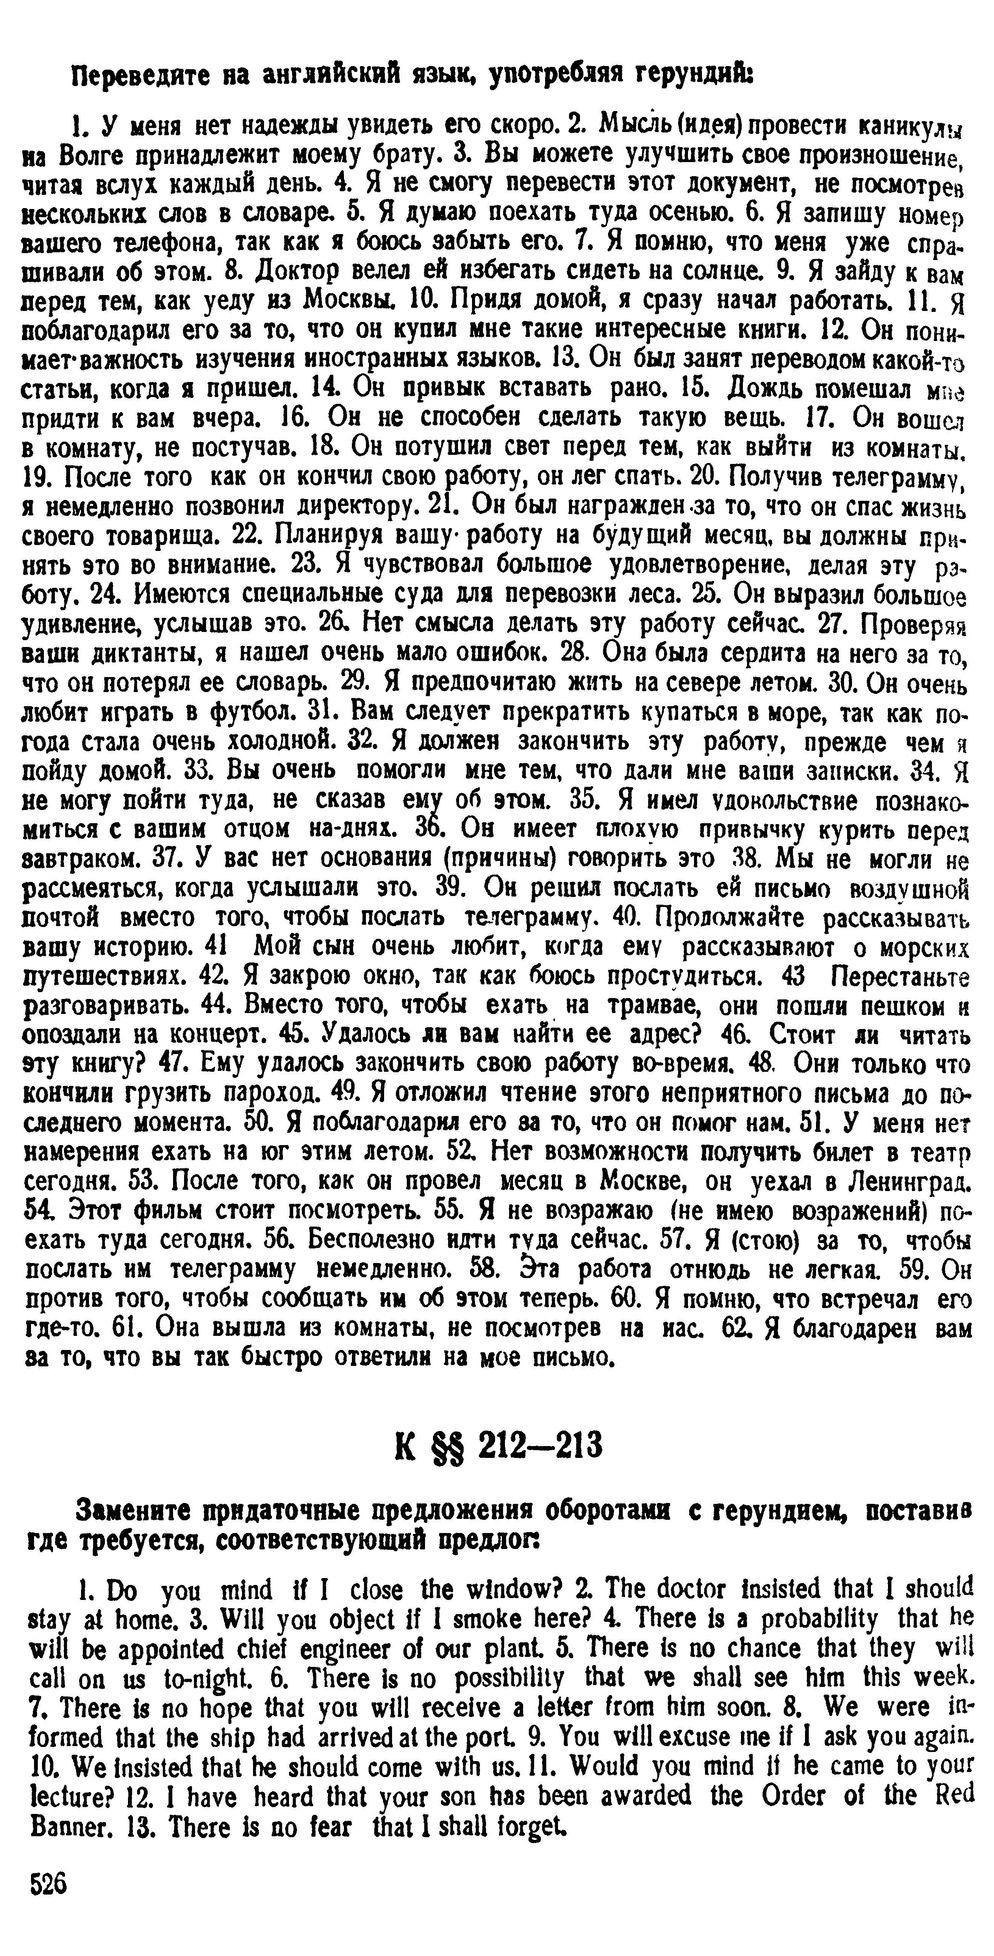 Переведите на английский язык, употребляя герундий:
1. У меня нет надежды увидеть его скоро. 2. Мысль (идея) провести каникулы
на Волге принадлежит моему брату. 3. Вы можете улучшить свое произношение,
читая вслух каждый день. 4. Я не смогу перевести этот документ, не посмотрев
нескольких слов в словаре. 5. Я думаю поехать туда осенью. 6. Я запишу номер
вашего телефона, так как я боюсь забыть его. 7. Я помню, что меня уже спра-
шивали об этом. 8. Доктор велел ей избегать сидеть на солнце. 9. Я зайду к вам
перед тем, как уеду из Москвы. 10. Придя домой, я сразу начал работать. 11. Я
поблагодарил его за то, что он купил мне такие интересные книги. 12. Он пони-
мает важность изучения иностранных языков. 13. Он был занят переводом какой-то
статьи, когда я пришел. 14. Он привык вставать рано. 15. Дождь помешал мне
придти к вам вчера. 16. Он не способен сделать такую вещь. 17. Он вошел
в комнату, не постучав. 18. Он потушил свет перед тем, как выйти из комнаты.
19. После того как он кончил свою работу, он лег спать. 20. Получив телеграмму,
я немедленно позвонил директору. 21. Он был награжден за то, что он спас жизнь
своего товарища. 22. Планируя вашу работу на будущий месяц, вы должны при-
нять это во внимание. 23. Я чувствовал большое удовлетворение, делая эту ра-
боту. 24. Имеются специальные суда для перевозки леса. 25. Он выразил большое
удивление, услышав это. 26. Нет смысла делать эту работу сейчас. 27. Проверяя
ваши диктанты, я нашел очень мало ошибок. 28. Она была сердита на него за то,
что он потерял ее словарь. 29. Я предпочитаю жить на севере летом. 30. Он очень
любит играть в футбол. 31. Вам следует прекратить купаться в море, так как по-
года стала очень холодной. 32. Я должен закончить эту работу, прежде чем я
пойду домой. 33. Вы очень помогли мне тем, что дали мне ваши записки. 34. Я
не могу пойти туда, не сказав ему об этом. 35. Я имел удовольствие познако-
миться с вашим отцом на-днях. 36. Он имеет плохую привычку курить перед
завтраком. 37. У вас нет основания (причины) говорить это 38. Мы не могли не
рассмеяться, когда услышали это. 39. Он решил послать ей письмо воздушной
почтой вместо того, чтобы послать телеграмму. 40. Продолжайте рассказывать
вашу историю. 41 Мой сын очень любит, когда ему рассказывают о морских
путешествиях. 42. Я закрою окно, так как боюсь простудиться. 43 Перестаньте
разговаривать. 44. Вместо того, чтобы ехать на трамвае, они пошли пешком и
опоздали на концерт. 45. Удалось ли вам найти ее адрес? 46. Стоит ли читать
эту книгу? 47. Ему удалось закончить свою работу во-время. 48. Они только что
кончили грузить пароход. 49. Я отложил чтение этого неприятного письма до по-
следнего момента. 50. Я поблагодарил его за то, что он помог нам. 51. У меня нет
намерения ехать на юг этим летом. 52. Нет возможности получить билет в театр
сегодня. 53. После того, как он провел месяц в Москве, он уехал в Ленинград.
54. Этот фильм стоит посмотреть. 55. Я не возражаю (не имею возражений) по-
ехать туда сегодня. 56. Бесполезно идти туда сейчас. 57. Я (стою) за то, чтобы
послать им телеграмму немедленно. 58. Эта работа отнюдь не легкая. 59. Он
против того, чтобы сообщать им об этом теперь. 60. Я помню, что встречал его
где-то. 61. Она вышла из комнаты, не посмотрев на нас. 62. Я благодарен вам
за то, что вы так быстро ответили на мое письмо.
К §§ 212—213
Замените придаточные предложения оборотами с герундием, поставив
где требуется, соответствующий предлог:
1. Do you mind if I close the window? 2. The doctor insisted that I should
stay at home. 3. Will you object if I smoke here? 4. There is a probability that he
will be appointed chief engineer of our plant. 5. There is no chance that they will
call on us to-night. 6. There is no possibility that we shall see him this week.
7. There is no hope that you will receive a letter from him soon. 8. We were in-
formed that the ship had arrived at the port. 9. You will excuse me if I ask you again.
10. We insisted that he should come with us. 11. Would you mind if he came to your
lecture? 12. I have heard that your son has been awarded the Order of the Red
Banner. 13. There is no fear that I shall forget.
526